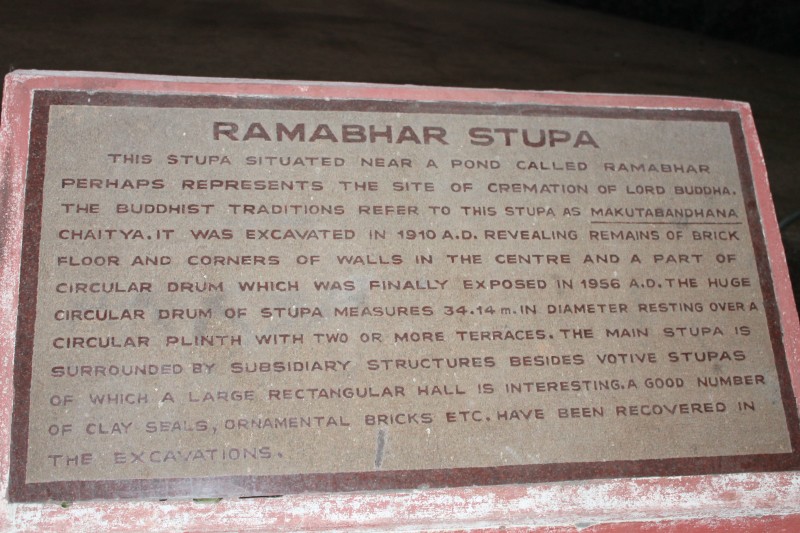 RAMABHAR STUPA
THIS STUPA SITUATED NEAR A POND CALLED RAMABHAR
PERHAPS REPRESENTS THE SITE OF CREMATION OF LORD BUDDHA.
THE BUDDHIST TRADITIONS REFER TO THIS STUPA AS MAKUTABANDHANA
CHAITYA. IT WAS EXCAVATED IN 1910 A.D. REVEALING REMAINS OF BRICK
FLOOR AND CORNERS OF WALLS IN THE CENTRE AND A PART OF
CIRCULAR DRUM WHICH WAS FINALLY EXPOSED IN 1956 A.D. THE HUGE
CIRCULAR DRUM OF STUPA MEASURES 34.14 m. IN DIAMETER RESTING OVER A
CIRCULAR PLINTH WITH TWO OR MORE TERRACES. THE MAIN STUPA IS
SURROUNDED BY SUBSIDIARY STRUCTURES BESIDES VOTIVE STUPAS
OF WHICH A LARGE RECTANGULAR HALL IS INTERESTING. A GOOD NUMBER
OF CLAY SEALS, ORNAMENTAL BRICKS ETC. HAVE BEEN RECOVERED IN
THE EXCAVATIONS.